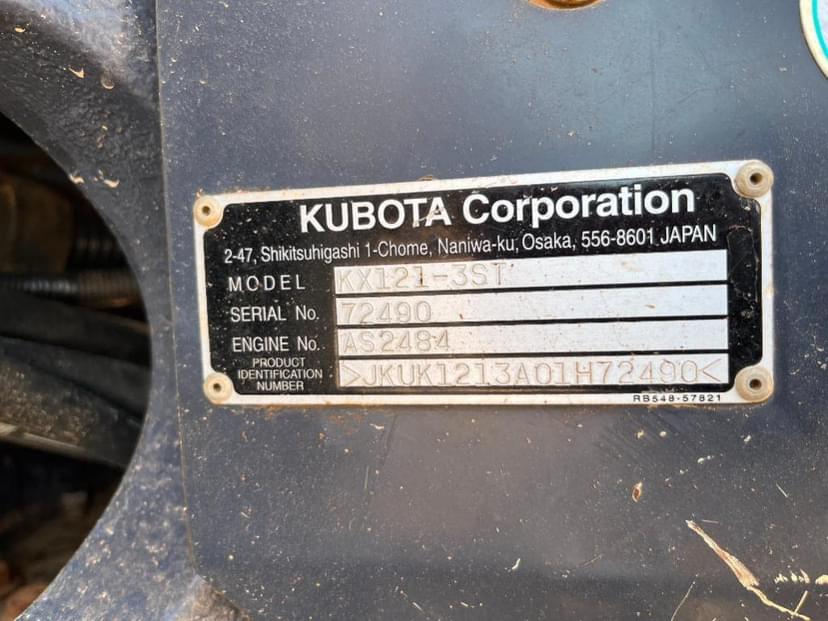 KUBOTA Corporation
2-47, Shikitsuhigashi 1-Chome, Naniwa-ku, Osaka, 556-8601 JAPAN
MODEL KX121-3ST
SERIAL No. 72490
ENGINE No. AS2484
PRODUCT IDENTIFICATION NUMBER >JKUK1213A01H72490<
RB548-57821